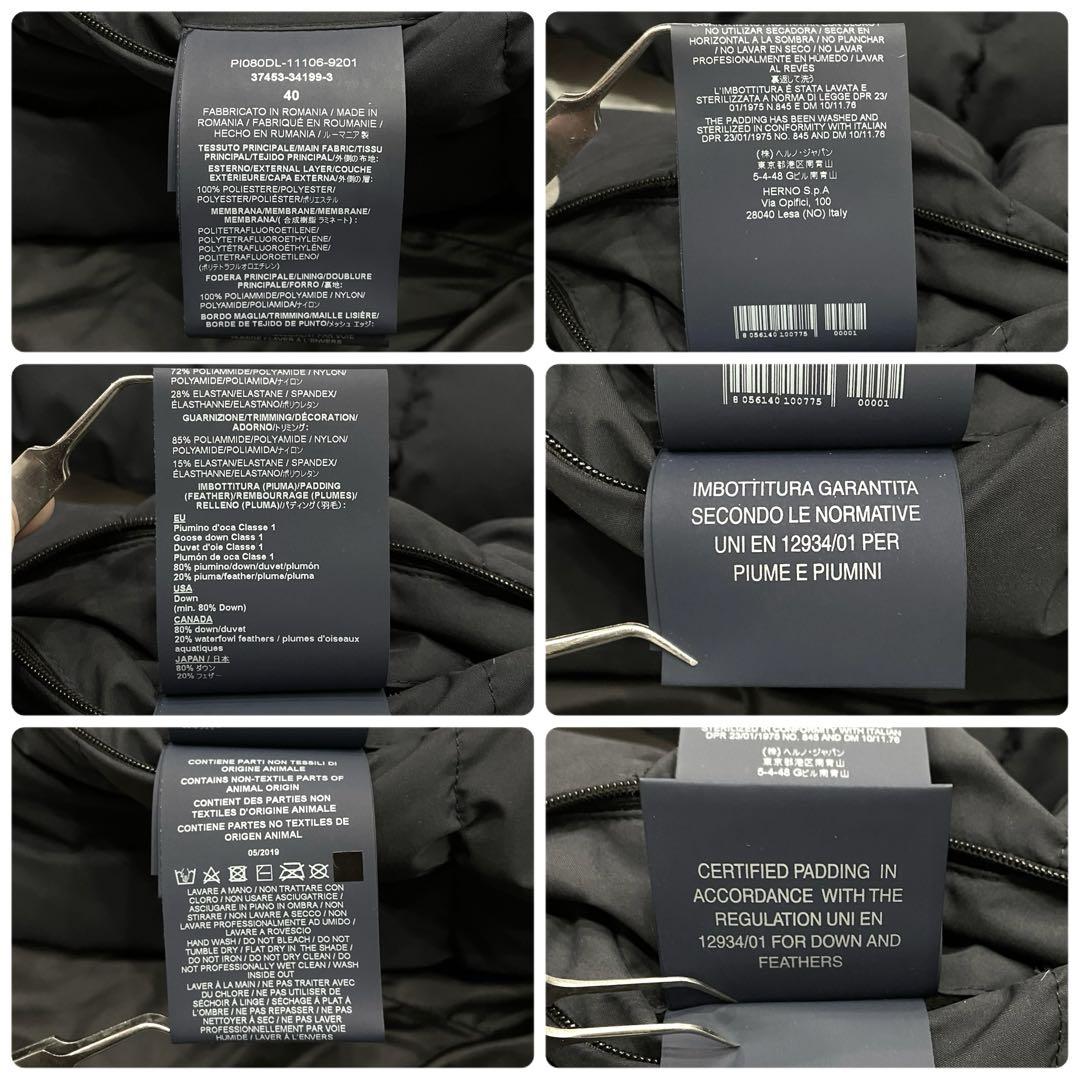 PI080DL-11106-9201
37453-34199-3
40
FABBRICATO IN ROMANIA / MADE IN
ROMANIA / FABRIQUÉ EN ROUMANIE /
HECHO EN RUMANIA /ルーマニア製
TESSUTO PRINCIPALE/MAIN FABRIC/TISSU
PRINCIPAL/TEJIDO PRINCIPAL/外側の布地:
ESTERNO/EXTERNAL LAYER/COUCHE
EXTÉRIEURE/CAPA EXTERNA/外側の層:
100% POLIESTERE/POLYESTER/
POLYESTER/POLIÉSTER/ポリエステル
MEMBRANA/MEMBRANE/MEMBRANE/
MEMBRANA/( 合成樹脂 ラミネート):
POLITETRAFLUOROETILENE/
POLYTETRAFLUOROETHYLENE/
POLYTÉTRAFLUOROÉTHYLÈNE/
POLITETRAFLUOROETILENO/
(ポリテトラフルオロエチレン)
FODERA PRINCIPALE/LINING/DOUBLURE
PRINCIPALE/FORRO /裏地:
100% POLIAMMIDE/POLYAMIDE / NYLON/
POLYAMIDE/POLIAMIDA/ナイロン
BORDO MAGLIA/TRIMMING/MAILLE LISIÈRE/
BORDE DE TEJIDO DE PUNTO/メッシュ エッジ:
HUMIDE / LAVER À L'ENVERS
NO UTILIZAR SECADORA / SECAR EN
HORIZONTAL A LA SOMBRA / NO PLANCHAR
/ NO LAVAR EN SECO / NO LAVAR
PROFESIONALMENTE EN HÚMEDO / LAVAR
AL REVÉS
裏返して洗う
L'IMBOTTITURA È STATA LAVATA E
STERILIZZATA A NORMA DI LEGGE DPR 23/
01/1975 N.845 E DM 10/11.76
THE PADDING HAS BEEN WASHED AND
STERILIZED IN CONFORMITY WITH ITALIAN
DPR 23/01/1975 NO. 845 AND DM 10/11.76
(株) ヘルノ・ジャパン
東京都港区南青山
5-4-48 Gビル南青山
HERNO S.p.A
Via Opifici, 100
28040 Lesa (NO) Italy
8 056140 100775 00001
72% POLIAMMIDE/POLYAMIDE / NYLON/
POLYAMIDE/POLIAMIDA/ナイロン
28% ELASTAN/ELASTANE / SPANDEX/
ÉLASTHANNE/ELASTANO/ポリウレタン
GUARNIZIONE/TRIMMING/DÉCORATION/
ADORNO/トリミング:
85% POLIAMMIDE/POLYAMIDE / NYLON/
POLYAMIDE/POLIAMIDA/ナイロン
15% ELASTAN/ELASTANE / SPANDEX/
ÉLASTHANNE/ELASTANO/ポリウレタン
IMBOTTITURA (PIUMA)/PADDING
(FEATHER)/REMBOURRAGE (PLUMES)/
RELLENO (PLUMA)/パディング (羽毛):
EU
Piumino d'oca Classe 1
Goose down Class 1
Duvet d'oie Classe 1
Plumón de oca Clase 1
80% piumino/down/duvet/plumón
20% piuma/feather/plume/pluma
USA
Down
(min. 80% Down)
CANADA
80% down/duvet
20% waterfowl feathers / plumes d'oiseaux
aquatiques
JAPAN / 日本
80% ダウン
20% フェザー
8 056140 100775 00001
IMBOTTITURA GARANTITA
SECONDO LE NORMATIVE
UNI EN 12934/01 PER
PIUME E PIUMINI
CONTIENE PARTI NON TESSILI DI
ORIGINE ANIMALE
CONTAINS NON-TEXTILE PARTS OF
ANIMAL ORIGIN
CONTIENT DES PARTIES NON
TEXTILES D'ORIGINE ANIMALE
CONTIENE PARTES NO TEXTILES DE
ORIGEN ANIMAL
05/2019
LAVARE A MANO / NON TRATTARE CON
CLORO / NON USARE ASCIUGATRICE /
ASCIUGARE IN PIANO IN OMBRA / NON
STIRARE / NON LAVARE A SECCO / NON
LAVARE PROFESSIONALMENTE AD UMIDO /
LAVARE A ROVESCIO
HAND WASH / DO NOT BLEACH / DO NOT
TUMBLE DRY / FLAT DRY IN THE SHADE /
DO NOT IRON / DO NOT DRY CLEAN / DO
NOT PROFESSIONALLY WET CLEAN / WASH
INSIDE OUT
LAVER À LA MAIN / NE PAS TRAITER AVEC
DU CHLORE / NE PAS UTILISER DE
SÉCHOIR À LINGE / SÉCHAGE À PLAT À
L'OMBRE / NE PAS REPASSER / NE PAS
NETTOYER À SEC / NE PAS LAVER
PROFESSIONNELLEMENT PAR VOIE
HUMIDE / LAVER À L'ENVERS
STERILIZED IN CONFORMITY WITH ITALIAN
DPR 23/01/1975 NO. 845 AND DM 10/11.76
(株) ヘルノ・ジャパン
東京都港区南青山
5-4-48 Gビル南青山
CERTIFIED PADDING IN
ACCORDANCE WITH THE
REGULATION UNI EN
12934/01 FOR DOWN AND
FEATHERS